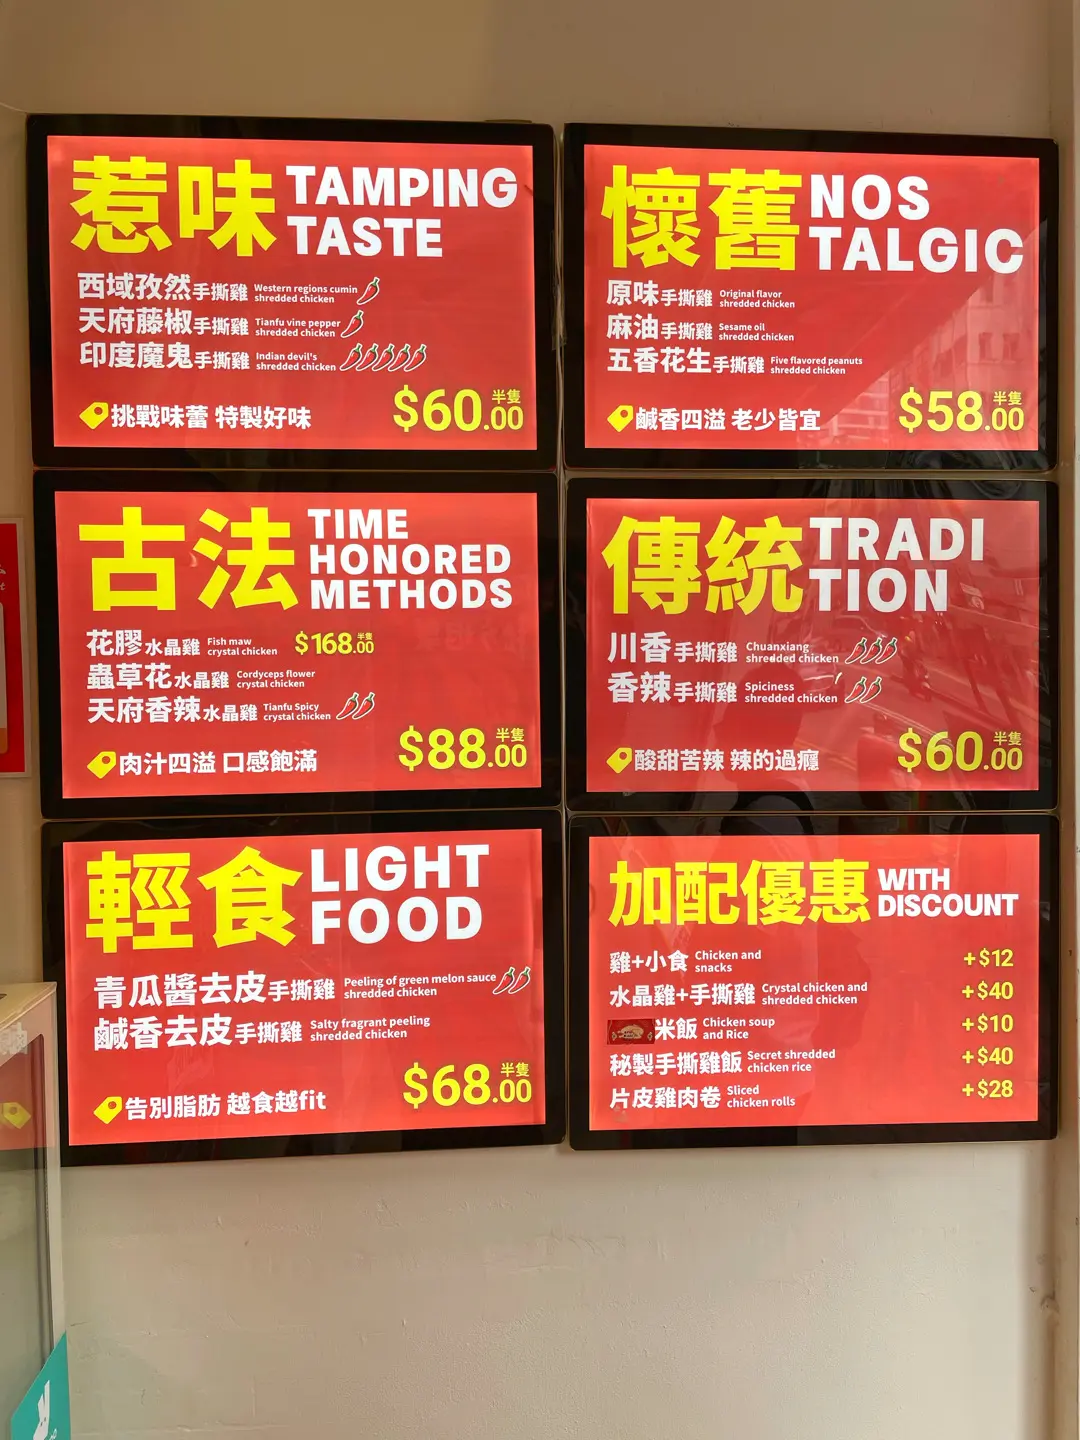 惹味 TAMPING TASTE
西域孜然手撕雞 Western regions cumin shredded chicken
天府藤椒手撕雞 Tianfu vine pepper shredded chicken
印度魔鬼手撕雞 Indian devil's shredded chicken
挑戰味蕾 特製好味 $60.00 半隻
懷舊 NOS TALGIC
原味手撕雞 Original flavor shredded chicken
麻油手撕雞 Sesame oil shredded chicken
五香花生手撕雞 Five flavored peanuts shredded chicken
鹹香四溢 老少皆宜 $58.00 半隻
古法 TIME HONORED METHODS
花膠水晶雞 Fish maw crystal chicken $168.00 半隻
蟲草花水晶雞 Cordyceps flower crystal chicken
天府香辣水晶雞 Tianfu Spicy crystal chicken
肉汁四溢 口感飽滿 $88.00 半隻
傳統 TRADI TION
川香手撕雞 Chuanxiang shredded chicken
香辣手撕雞 Spiciness shredded chicken
酸甜苦辣 辣的過癮 $60.00 半隻
輕食 LIGHT FOOD
青瓜醬去皮手撕雞 Peeling of green melon sauce shredded chicken
鹹香去皮手撕雞 Salty fragrant peeling shredded chicken
告別脂肪 越食越fit $68.00 半隻
加配優惠 WITH DISCOUNT
雞+小食 Chicken and snacks +$12
水晶雞+手撕雞 Crystal chicken and shredded chicken +$40
米飯 Chicken soup and Rice +$10
秘製手撕雞飯 Secret shredded chicken rice +$40
片皮雞肉卷 Sliced chicken rolls +$28